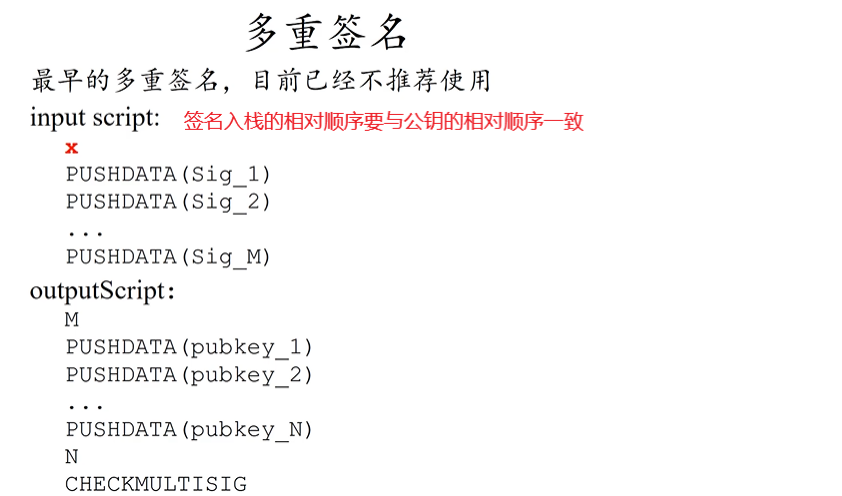 多重签名
最早的多重签名，目前已经不推荐使用
input script: 签名入栈的相对顺序要与公钥的相对顺序一致
x
PUSHDATA(Sig_1)
PUSHDATA(Sig_2)
...
PUSHDATA(Sig_M)
outputScript：
M
PUSHDATA(pubkey_1)
PUSHDATA(pubkey_2)
...
PUSHDATA(pubkey_N)
N
CHECKMULTISIG